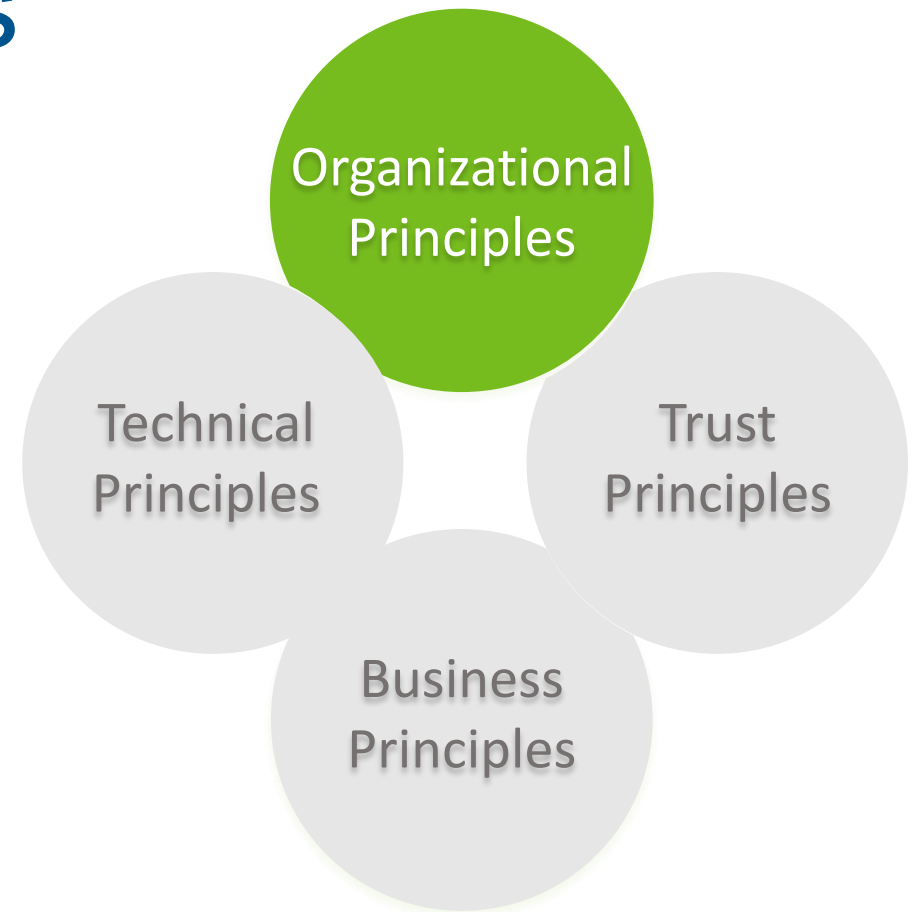 Organizational
Principles
Technical
Principles
Trust
Principles
Business
Principles